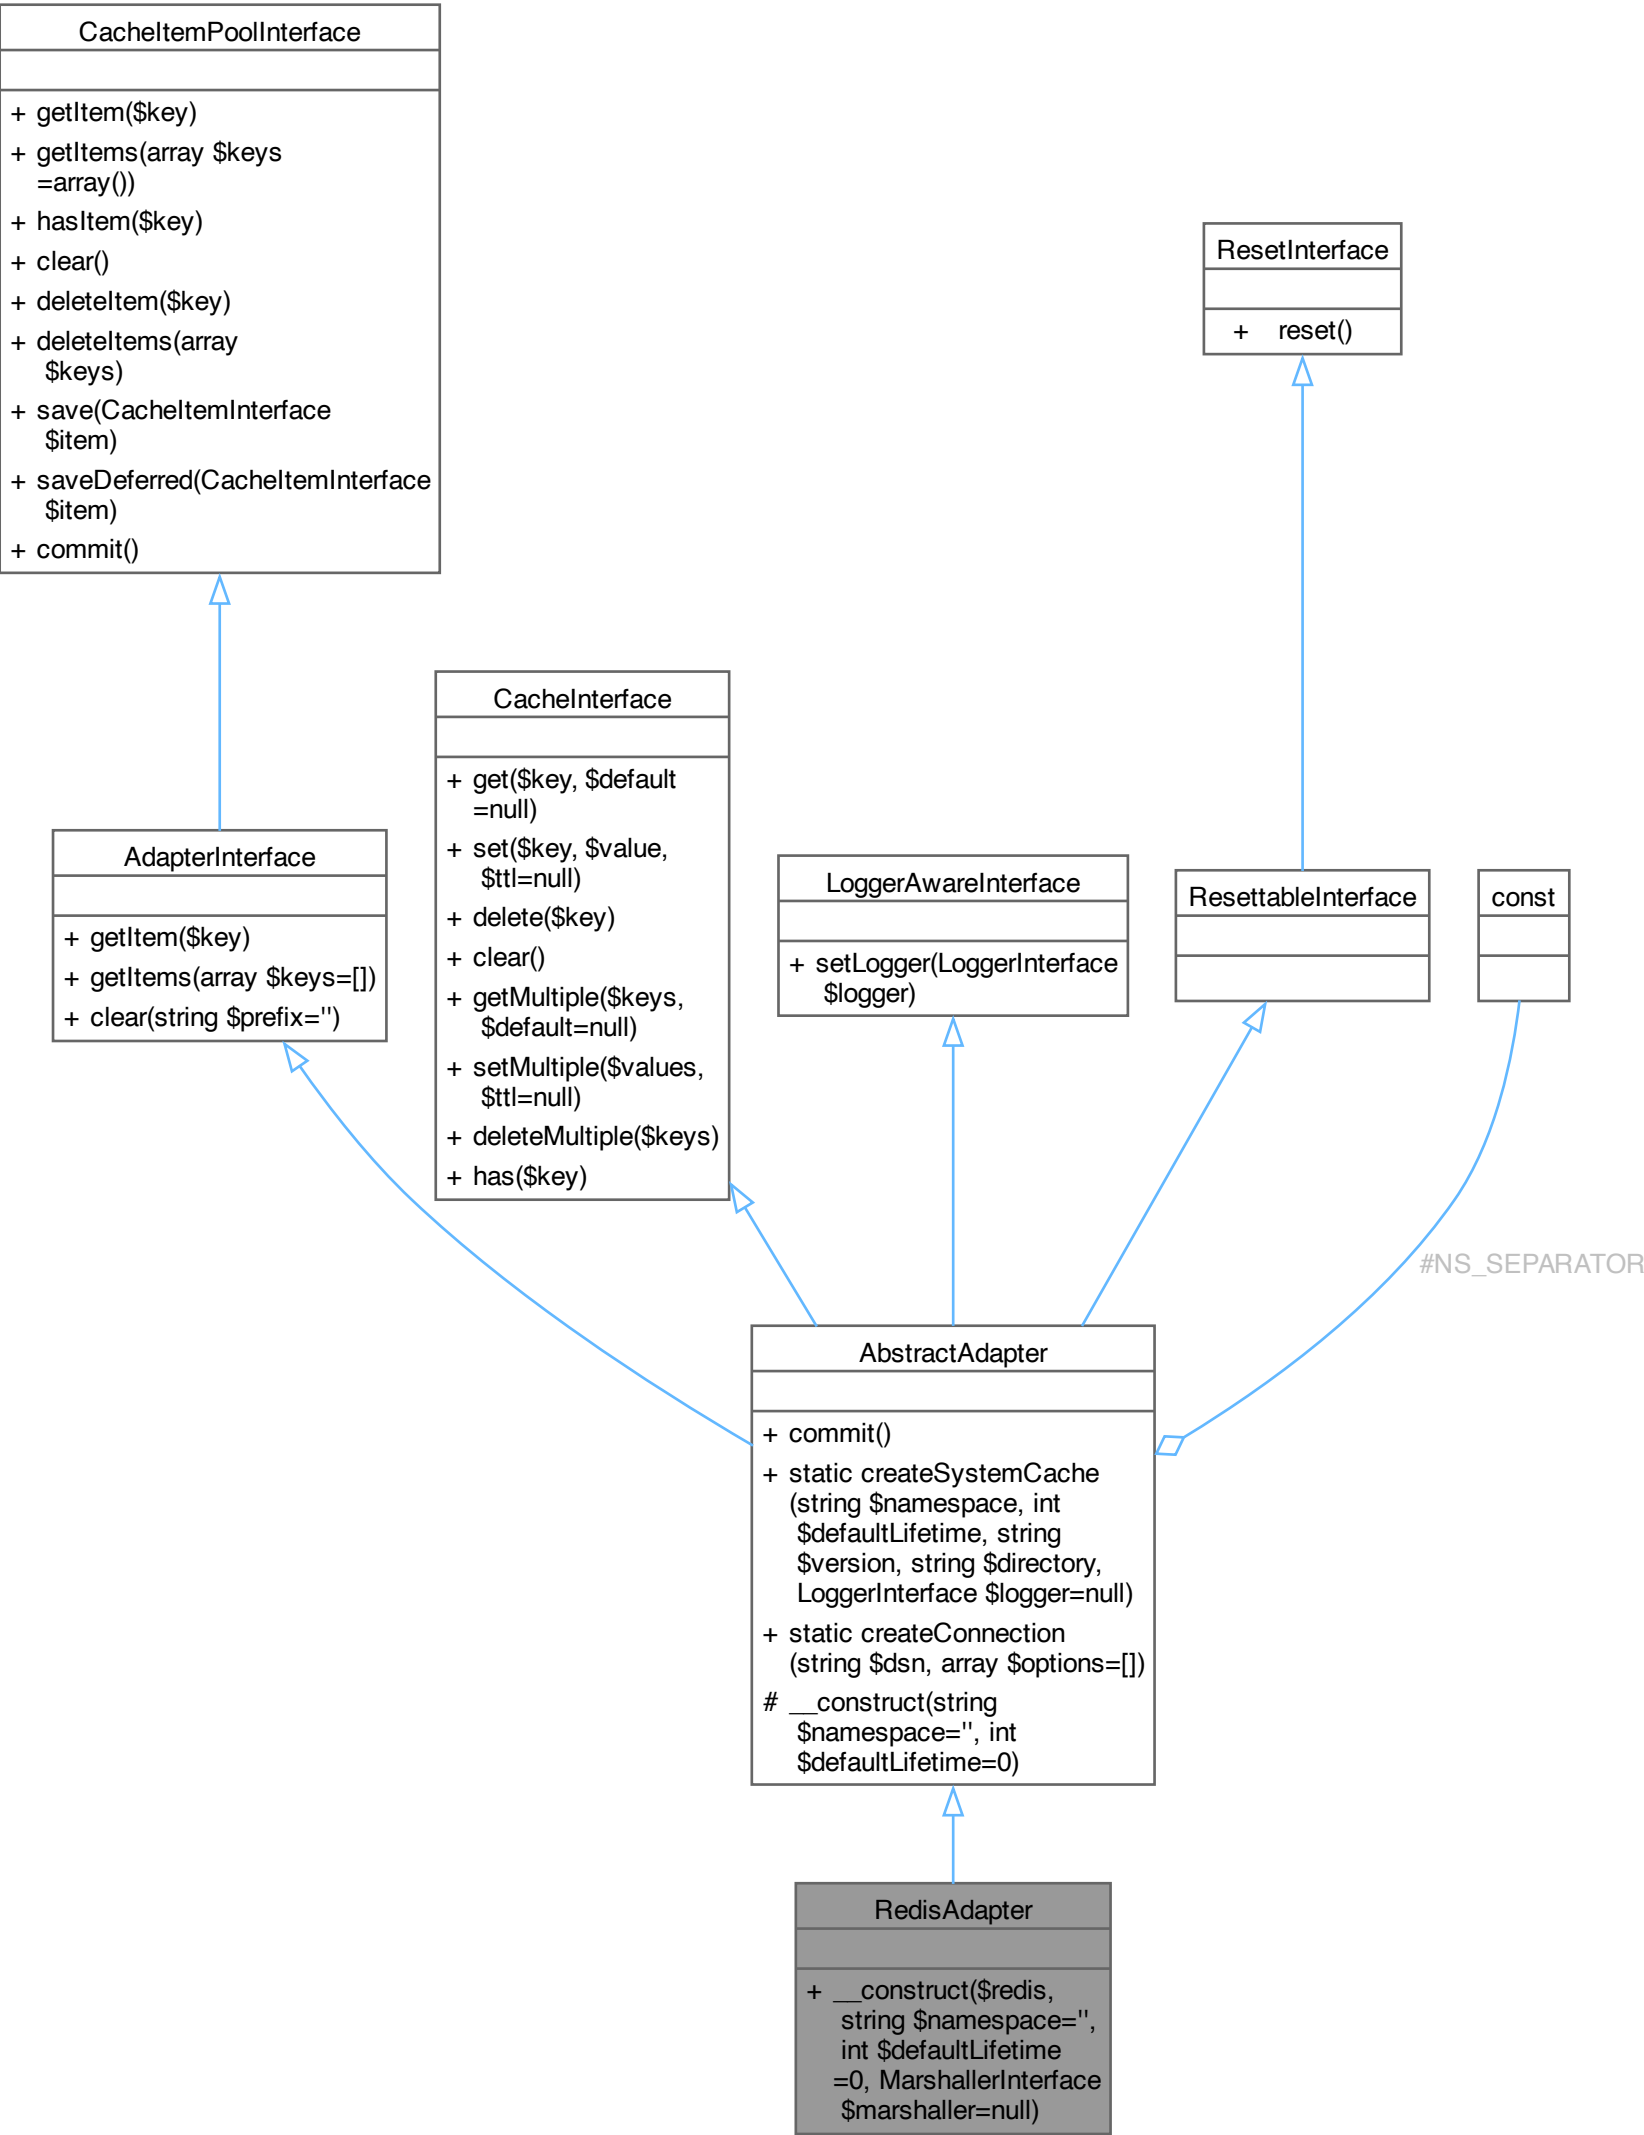 CacheItemPoolInterface
+ getItem($key)
+ getItems(array $keys
=array())
+ hasItem($key)
+ clear()
+ deleteItem($key)
+ deleteItems(array
$keys)
+ save(CacheItemInterface
$item)
+ saveDeferred(CacheItemInterface
$item)
+ commit()
ResetInterface
+ reset()
CacheInterface
+ get($key, $default
=null)
+ set($key, $value,
$ttl=null)
+ delete($key)
+ clear()
+ getMultiple($keys,
$default=null)
+ setMultiple($values,
$ttl=null)
+ deleteMultiple($keys)
+ has($key)
AdapterInterface
+ getItem($key)
+ getItems(array $keys=[])
+ clear(string $prefix='')
LoggerAwareInterface
+ setLogger(LoggerInterface
$logger)
ResettableInterface
const
#NS_SEPARATOR
AbstractAdapter
+ commit()
+ static createSystemCache
(string $namespace, int
$defaultLifetime, string
$version, string $directory,
LoggerInterface $logger=null)
+ static createConnection
(string $dsn, array $options=[])
# __construct(string
$namespace='', int
$defaultLifetime=0)
RedisAdapter
+ __construct($redis,
string $namespace='',
int $defaultLifetime
=0, MarshallerInterface
$marshaller=null)